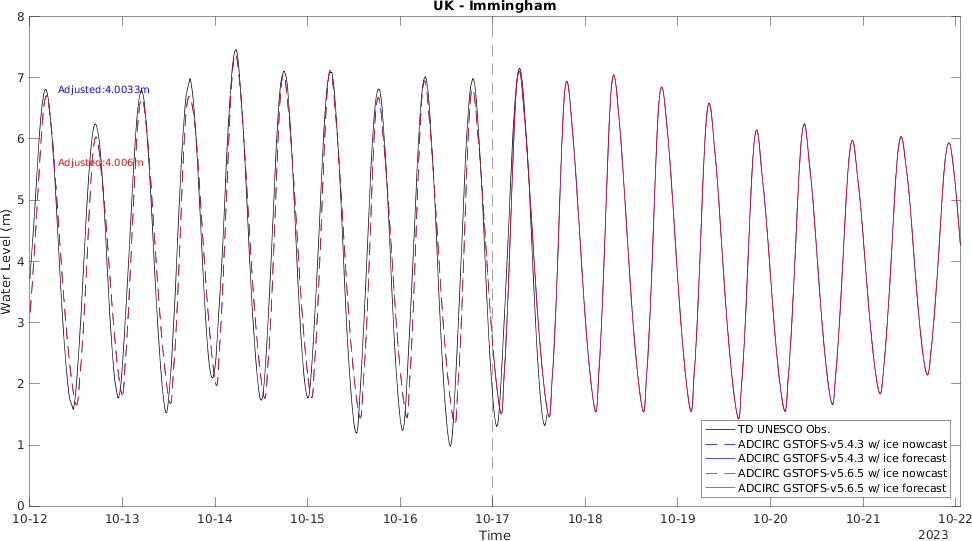 UK - Immingham
8
7
6
5
4
3
2
1
0
Water Level (m)
Adjusted:4.0033m
Adjusted:4.006m
TD UNESCO Obs.
ADCIRC GSTOFS-v5.4.3 w/ ice nowcast
ADCIRC GSTOFS-v5.4.3 w/ ice forecast
ADCIRC GSTOFS-v5.6.5 w/ ice nowcast
ADCIRC GSTOFS-v5.6.5 w/ ice forecast
10-12 10-13 10-14 10-15 10-16 10-17 10-18 10-19 10-20 10-21 10-22
Time
2023